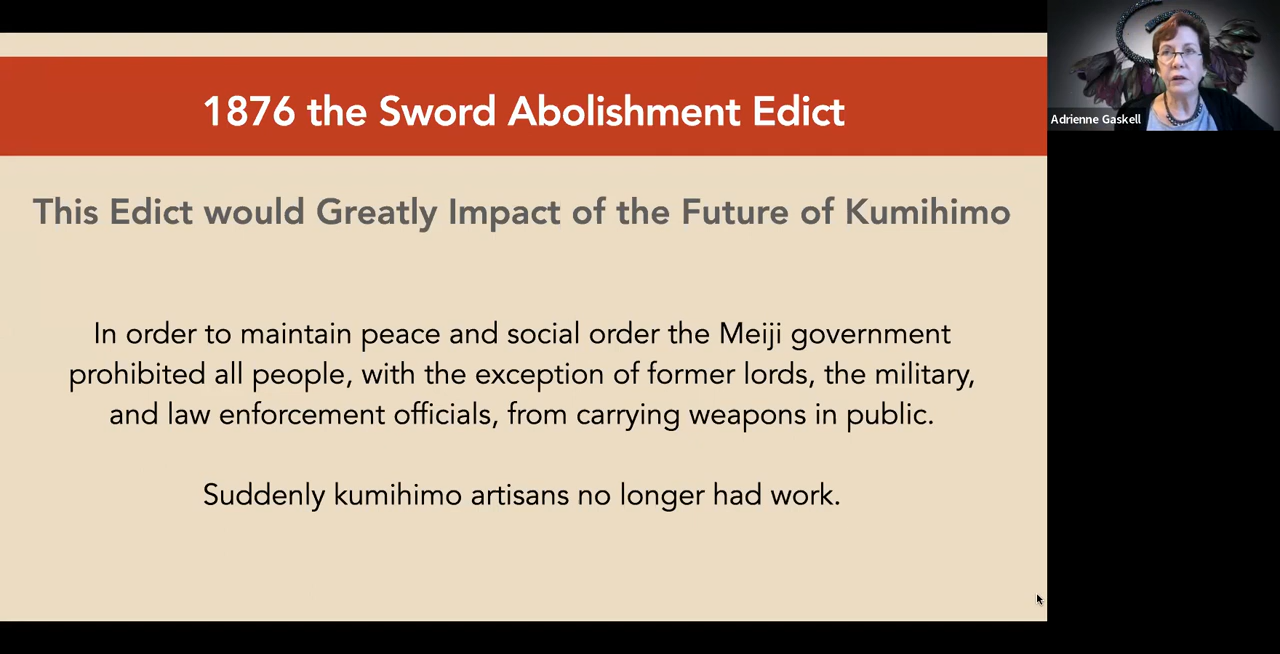 1876 the Sword Abolishment Edict
This Edict would Greatly Impact of the Future of Kumihimo
In order to maintain peace and social order the Meiji government
prohibited all people, with the exception of former lords, the military,
and law enforcement officials, from carrying weapons in public.
Suddenly kumihimo artisans no longer had work.
Adrienne Gaskell